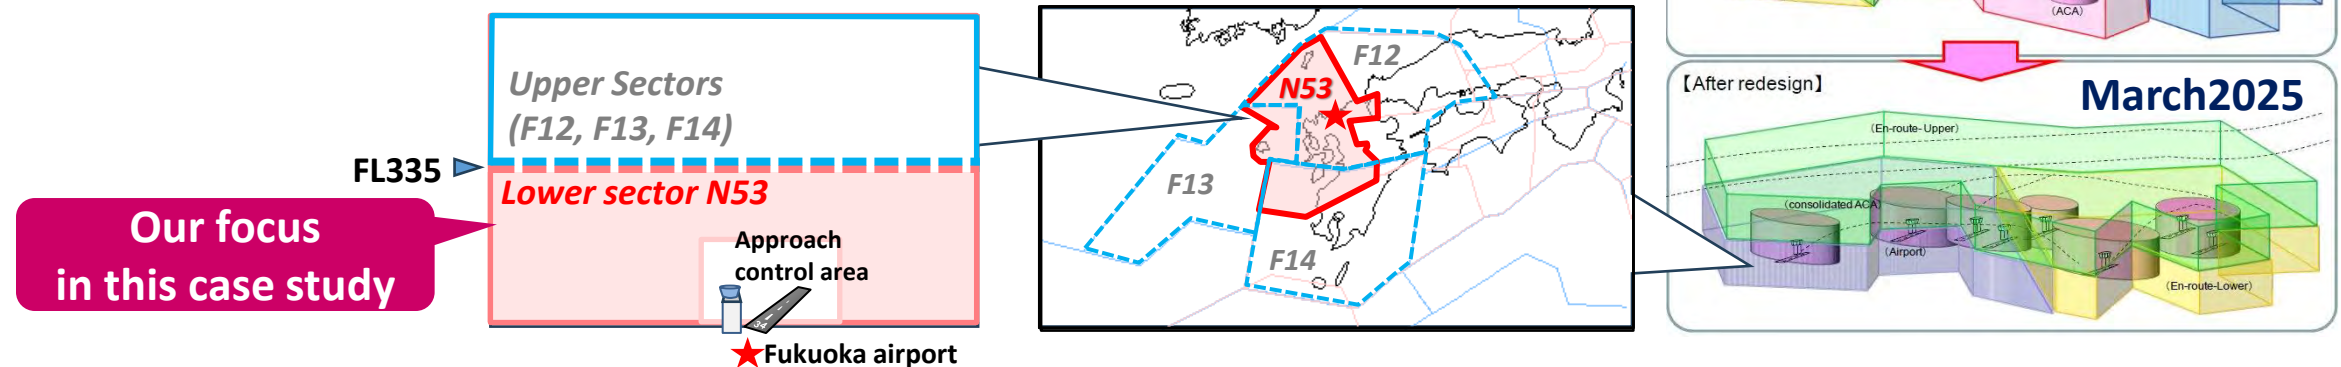 Upper Sectors
(F12, F13, F14)
FL335
Lower sector N53
Our focus
in this case study
Approach
control area
34
Fukuoka airport
F12
N53
F13
F14
(ACA)
【After redesign】
March2025
(En-route- Upper)
(consolidated ACA)
(Airport)
(En-route-Lower)